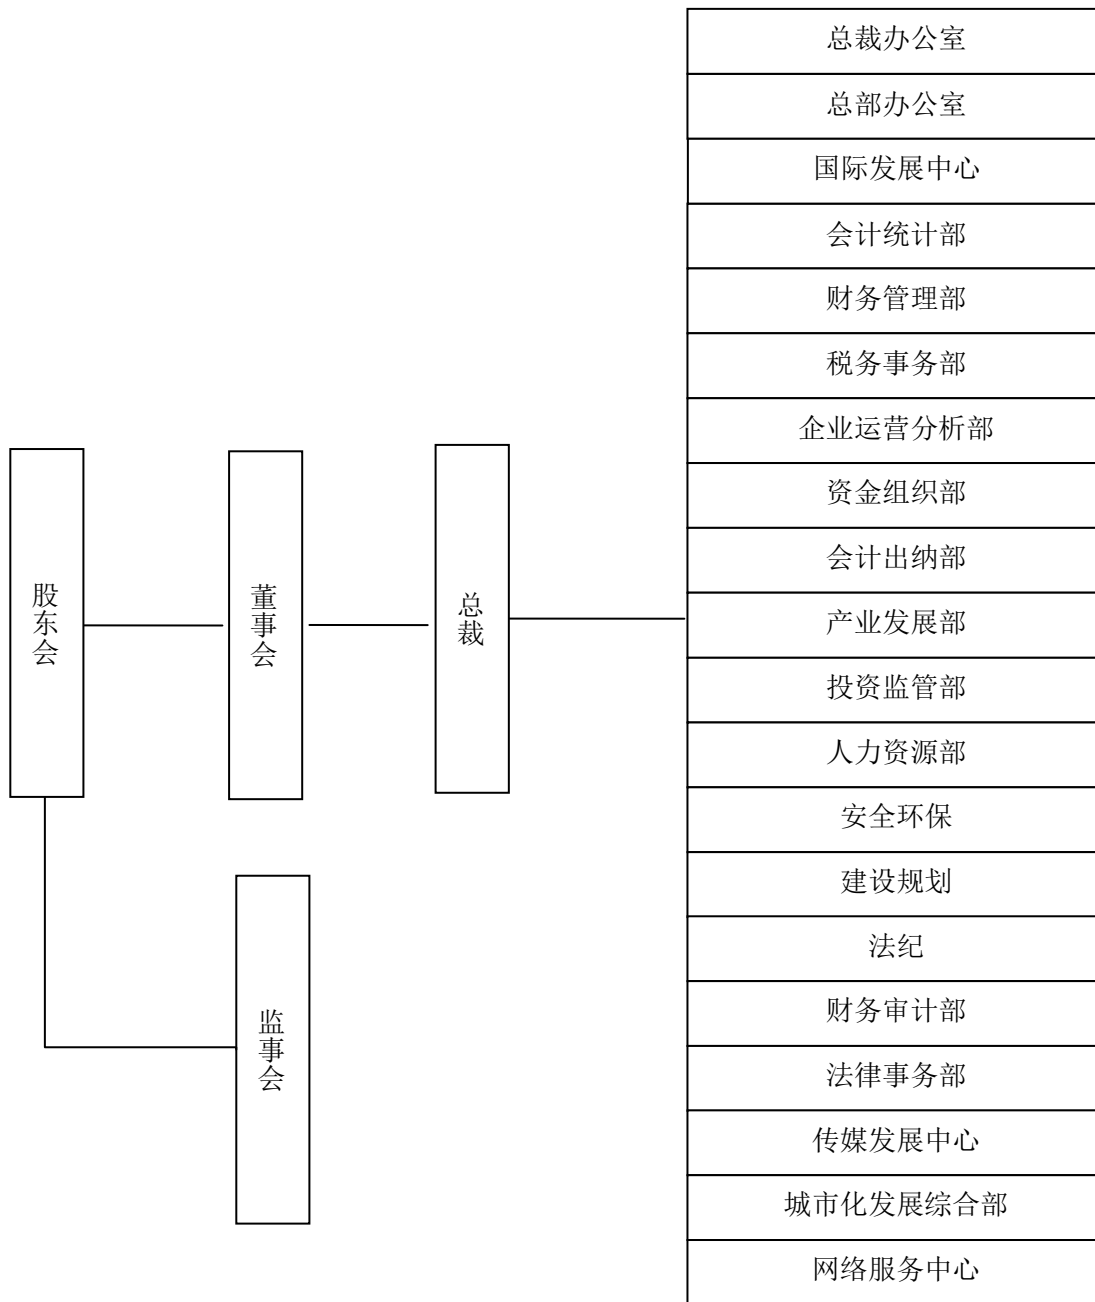 股东会
董事会
总裁
监事会
总裁办公室
总部办公室
国际发展中心
会计统计部
财务管理部
税务事务部
企业运营分析部
资金组织部
会计出纳部
产业发展部
投资监管部
人力资源部
安全环保
建设规划
法纪
财务审计部
法律事务部
传媒发展中心
城市化发展综合部
网络服务中心